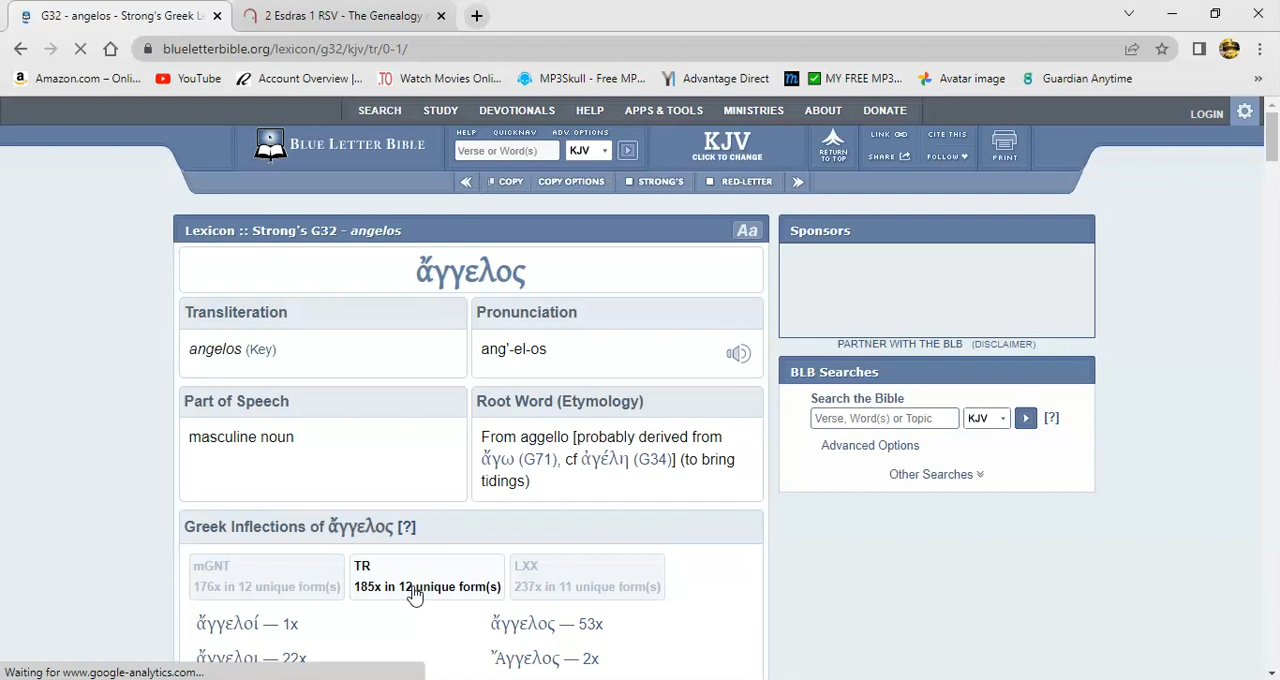 G32 - angelos - Strong's Greek L
2 Esdras 1 RSV - The Genealogy
blueletterbible.org/lexicon/g32/kjv/tr/0-1/
Amazon.com – Onli... YouTube Account Overview |... Watch Movies Onlin... MP3Skull - Free MP... Advantage Direct MY FREE MP3... Avatar image Guardian Anytime
SEARCH STUDY DEVOTIONALS HELP APPS & TOOLS MINISTRIES ABOUT DONATE LOGIN
HELP QUICKNAV ADV. OPTIONS
BLUE LETTER BIBLE
Verse or Word(s) KJV
KJV
CLICK TO CHANGE
RETURN TO TOP
LINK CITE THIS
SHARE FOLLOW
PRINT
COPY COPY OPTIONS STRONG'S RED-LETTER
Lexicon :: Strong's G32 - angelos Aa
ἄγγελος
Transliteration
angelos (Key)
Pronunciation
ang'-el-os
Part of Speech
masculine noun
Root Word (Etymology)
From aggello [probably derived from
ἄγω (G71), cf ἀγέλη (G34)] (to bring
tidings)
Greek Inflections of ἄγγελος [?]
mGNT
176x in 12 unique form(s)
TR
185x in 12 unique form(s)
LXX
237x in 11 unique form(s)
ἄγγελοί — 1x
ἄγγελος — 53x
ἄγγελοι — 22x
Ἄγγελος — 2x
Sponsors
PARTNER WITH THE BLB (DISCLAIMER)
BLB Searches
Search the Bible
Verse, Word(s) or Topic KJV [?]
Advanced Options
Other Searches
Waiting for www.google-analytics.com...